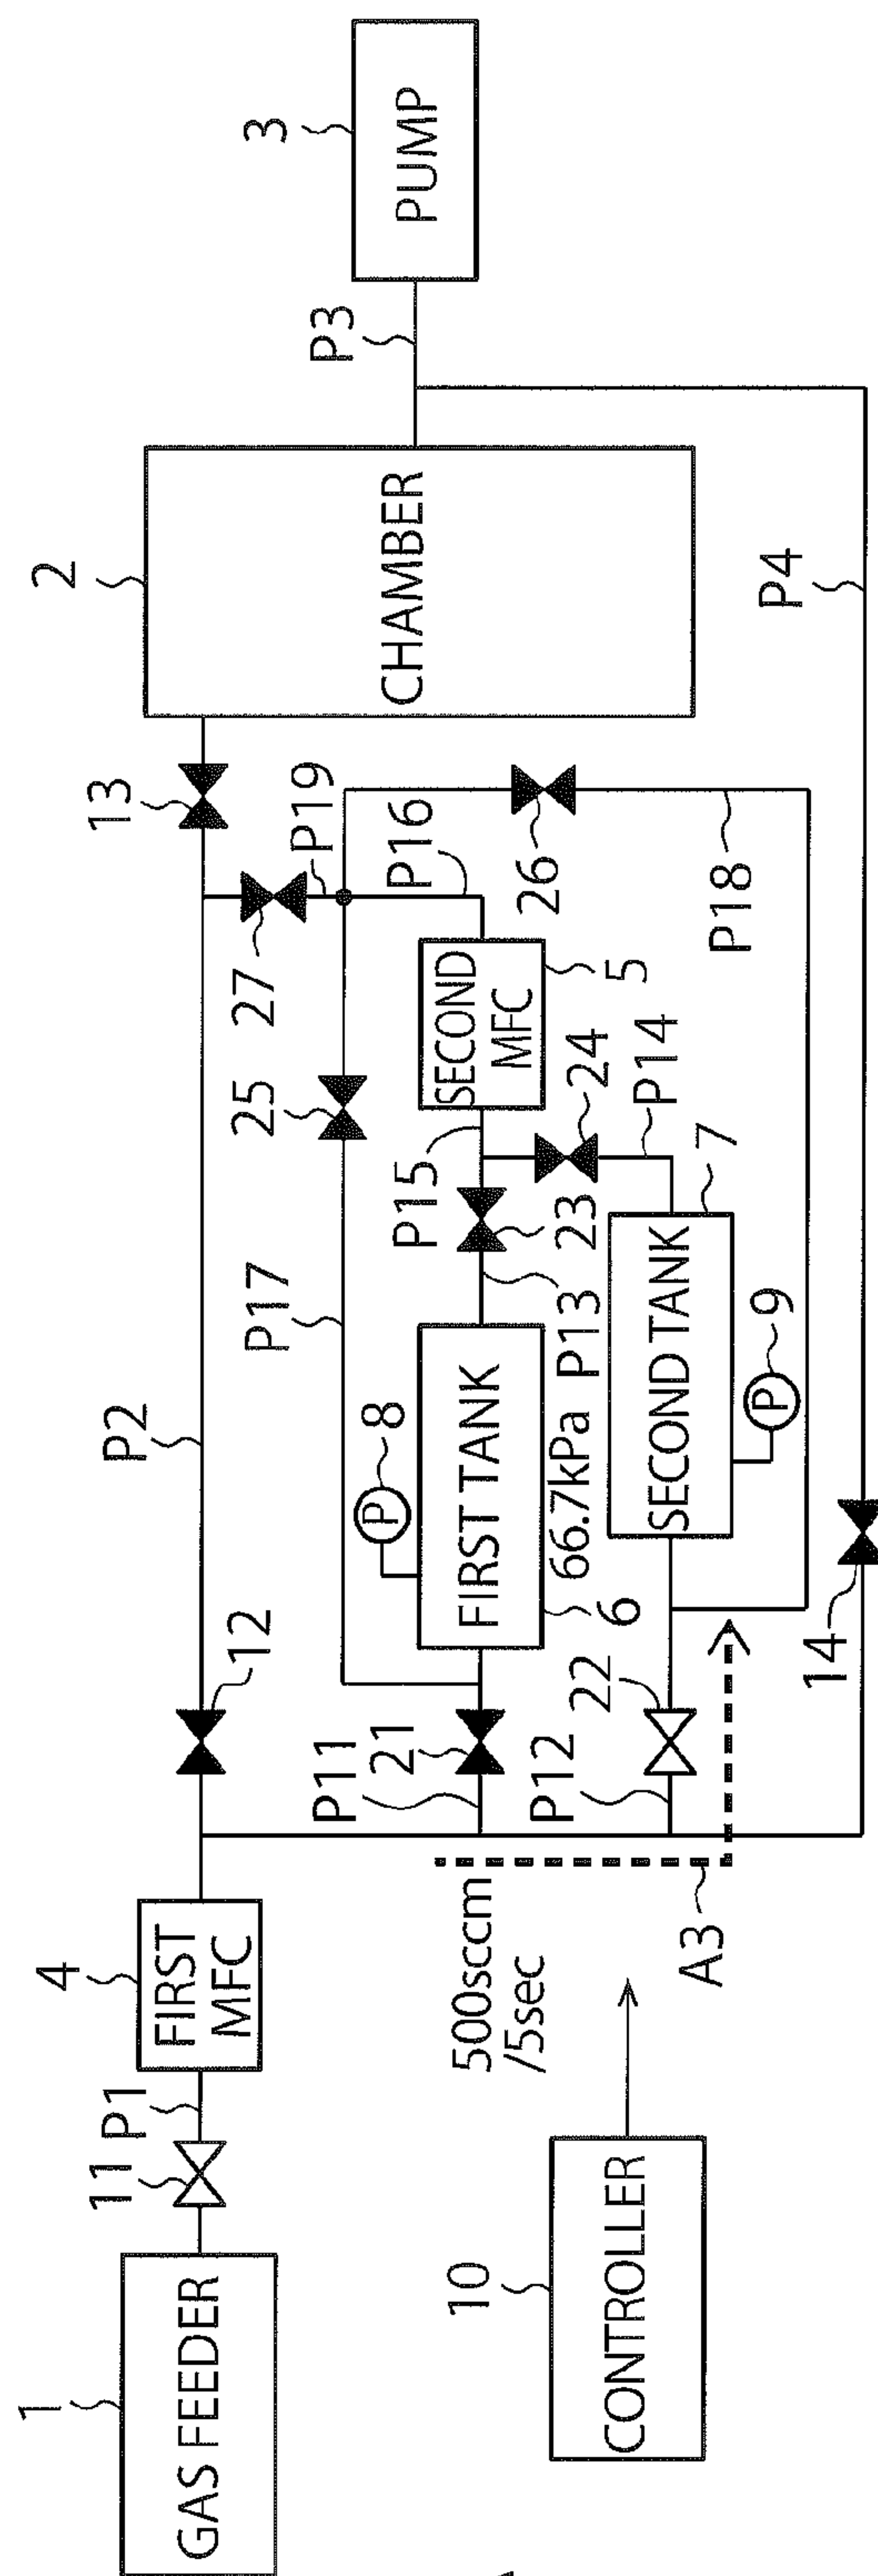 1
GAS FEEDER
11
P1
4
FIRST
MFC
12
P2
13
2
CHAMBER
P3
3
PUMP
P4
14
P11
21
P12
22
P17
25
27
P19
P16
8
P
FIRST TANK
66.7kPa
6
P13
23
P15
SECOND
MFC
5
24
P14
SECOND TANK
7
P
9
26
P18
500sccm
/5sec
A3
10
CONTROLLER